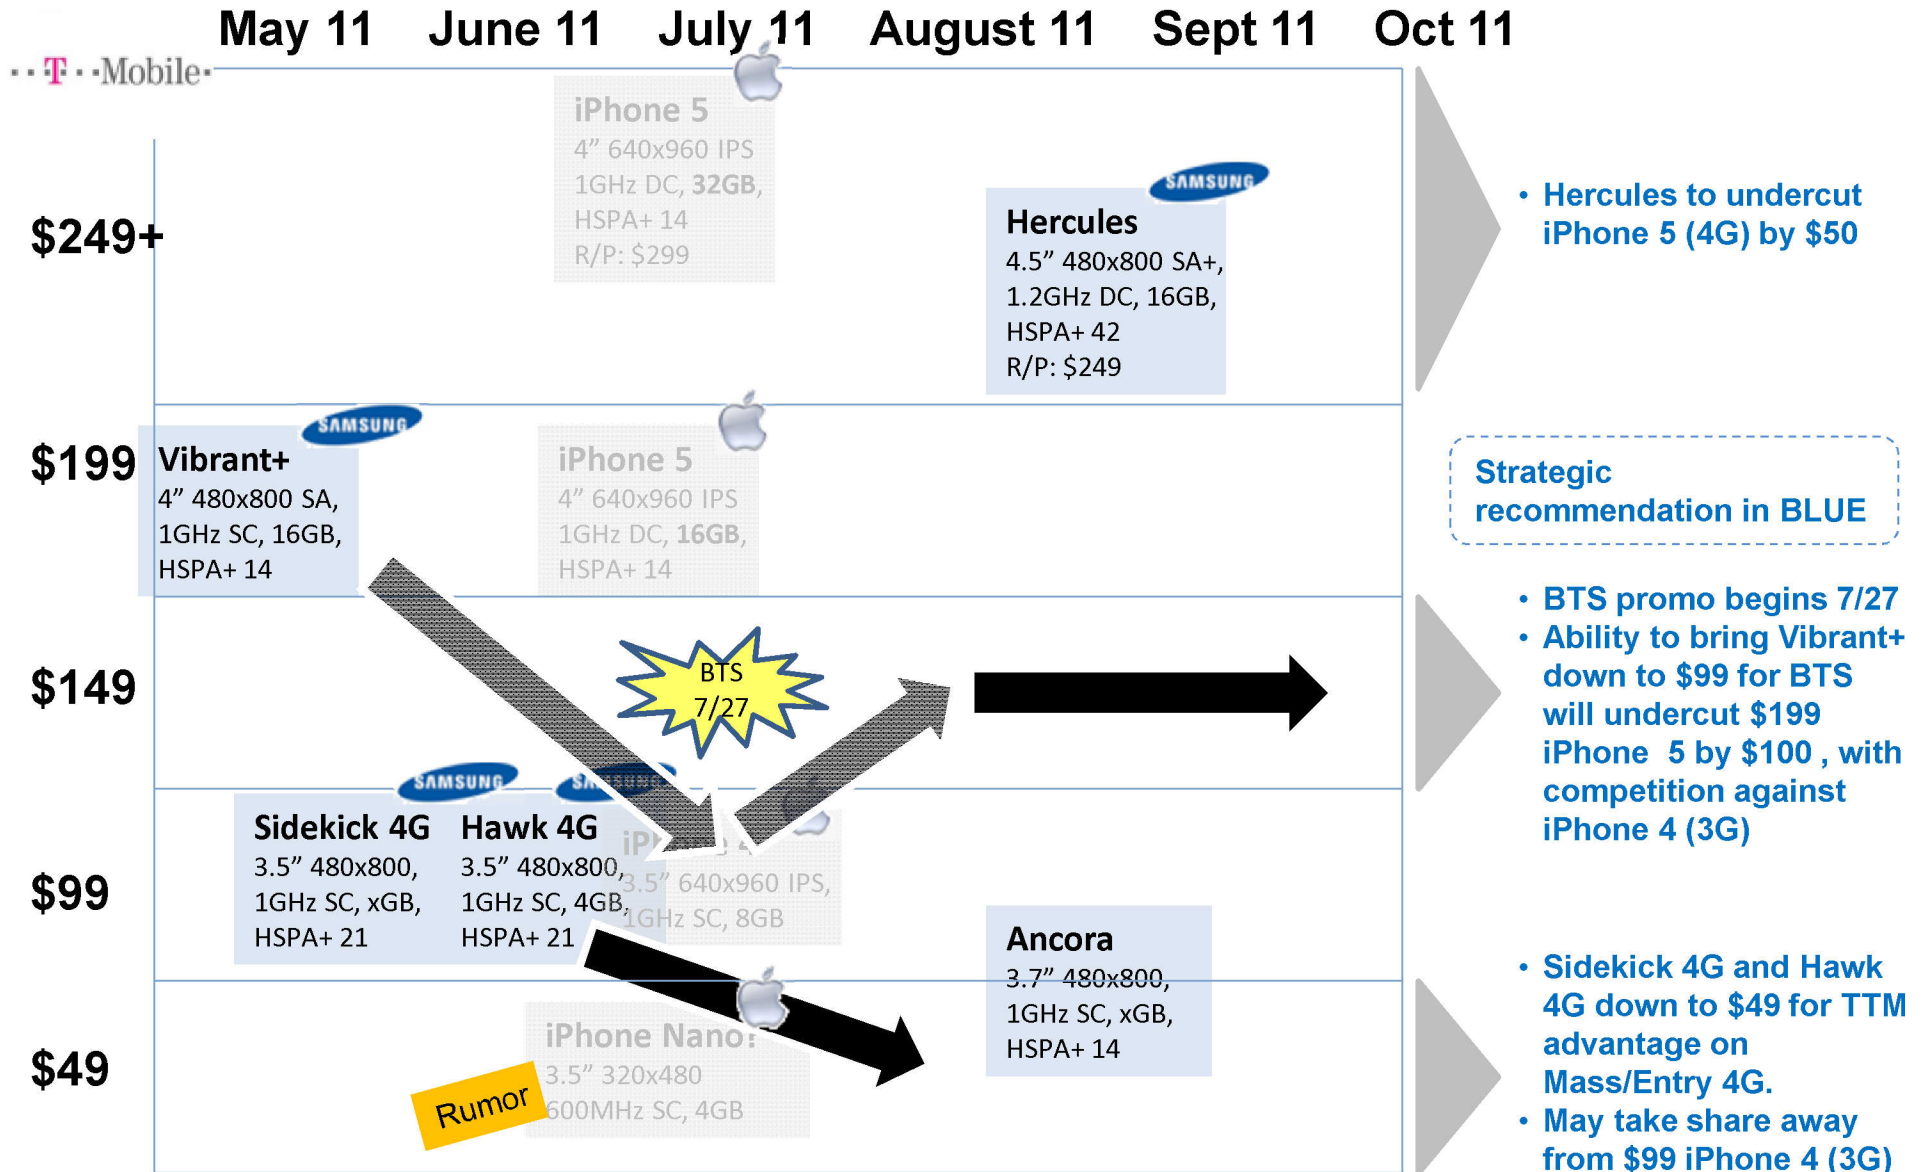 May 11 June 11 July 11 August 11 Sept 11 Oct 11
··T··Mobile·
$249+
$199
$149
$99
$49
iPhone 5
4” 640x960 IPS
1GHz DC, 32GB,
HSPA+ 14
R/P: $299
SAMSUNG
Hercules
4.5” 480x800 SA+,
1.2GHz DC, 16GB,
HSPA+ 42
R/P: $249
• Hercules to undercut
iPhone 5 (4G) by $50
SAMSUNG
Vibrant+
4” 480x800 SA,
1GHz SC, 16GB,
HSPA+ 14
iPhone 5
4” 640x960 IPS
1GHz DC, 16GB,
HSPA+ 14
Strategic
recommendation in BLUE
BTS
7/27
• BTS promo begins 7/27
• Ability to bring Vibrant+
down to $99 for BTS
will undercut $199
iPhone 5 by $100 , with
competition against
iPhone 4 (3G)
SAMSUNG
Sidekick 4G
3.5” 480x800,
1GHz SC, xGB,
HSPA+ 21
SAMSUNG
Hawk 4G
3.5” 480x800,
1GHz SC, 4GB,
HSPA+ 21
3.5” 640x960 IPS,
1GHz SC, 8GB
Ancora
3.7” 480x800,
1GHz SC, xGB,
HSPA+ 14
iPhone Nano?
3.5” 320x480
600MHz SC, 4GB
Rumor
• Sidekick 4G and Hawk
4G down to $49 for TTM
advantage on
Mass/Entry 4G.
• May take share away
from $99 iPhone 4 (3G)